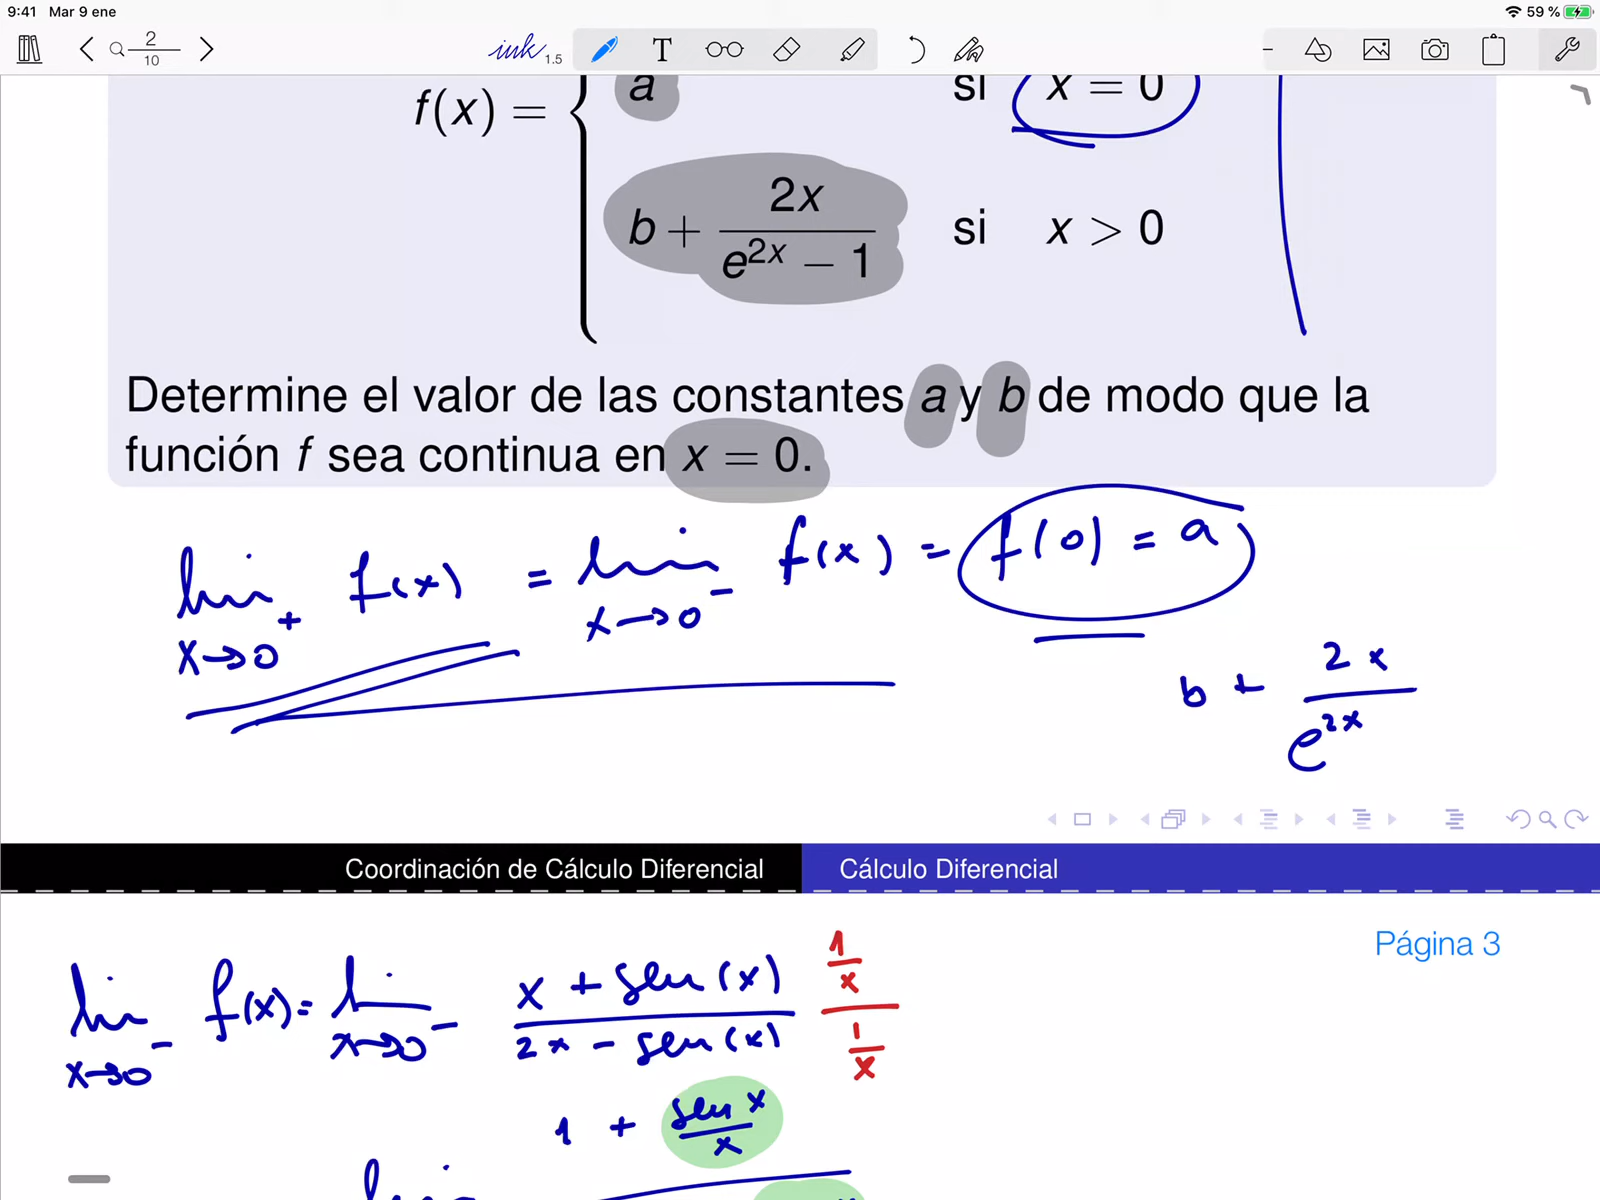 9:41 Mar 9 ene 59 %
2
10
ink 1.5 T
a si x = 0
f(x) =
b + 2x / e^{2x} − 1 si x > 0
Determine el valor de las constantes a y b de modo que la
función f sea continua en x = 0.
lim x→0⁺ f(x) = lim x→0⁻ f(x) = f(0) = a
b + 2x / e^{2x}
Coordinación de Cálculo Diferencial Cálculo Diferencial
Página 3
lim x→0⁻ f(x) = lim x→0⁻ x + sen(x) / 2x − sen(x) 1/x / 1/x
1 + sen x / x
lim